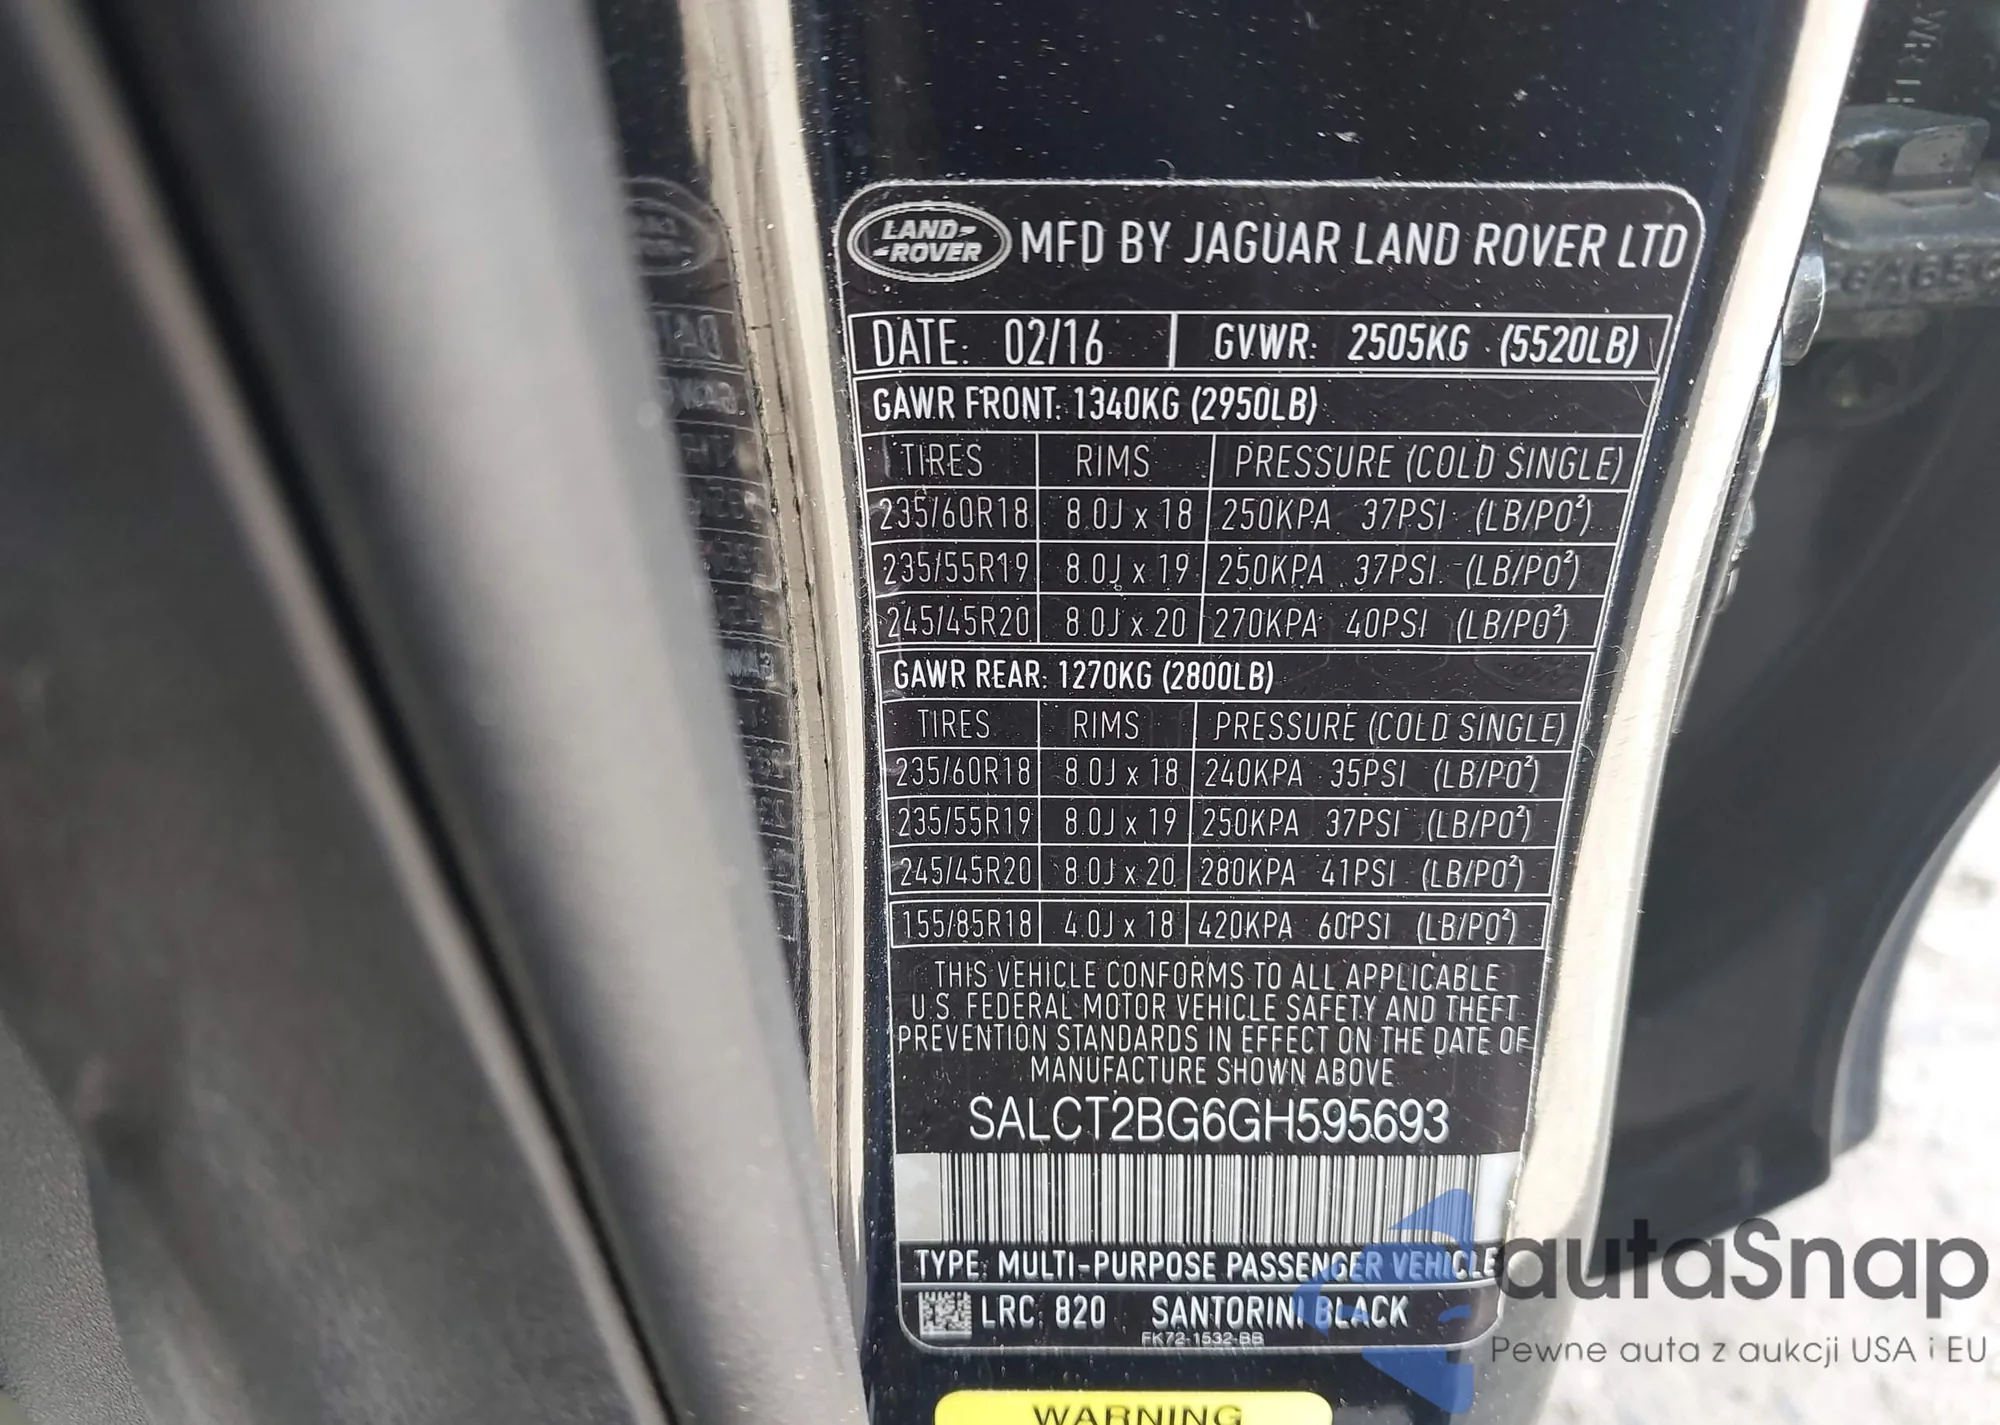 LAND-
-ROVER
MFD BY JAGUAR LAND ROVER LTD
DATE: 02/16 GVWR: 2505KG (5520LB)
GAWR FRONT: 1340KG (2950LB)
TIRES RIMS PRESSURE (COLD SINGLE)
235/60R18 8.0J x 18 250KPA 37PSI (LB/PO²)
235/55R19 8.0J x 19 250KPA 37PSI (LB/PO²)
245/45R20 8.0J x 20 270KPA 40PSI (LB/PO²)
GAWR REAR: 1270KG (2800LB)
TIRES RIMS PRESSURE (COLD SINGLE)
235/60R18 8.0J x 18 240KPA 35PSI (LB/PO²)
235/55R19 8.0J x 19 250KPA 37PSI (LB/PO²)
245/45R20 8.0J x 20 280KPA 41PSI (LB/PO²)
155/85R18 4.0J x 18 420KPA 60PSI (LB/PO²)
THIS VEHICLE CONFORMS TO ALL APPLICABLE
U.S. FEDERAL MOTOR VEHICLE SAFETY AND THEFT
PREVENTION STANDARDS IN EFFECT ON THE DATE OF
MANUFACTURE SHOWN ABOVE
SALCT2BG6GH595693
TYPE: MULTI-PURPOSE PASSENGER VEHICLE
LRC: 820 SANTORINI BLACK
FK72-1532-BB
WARNING
autaSnap
Pewne auta z aukcji USA i EU